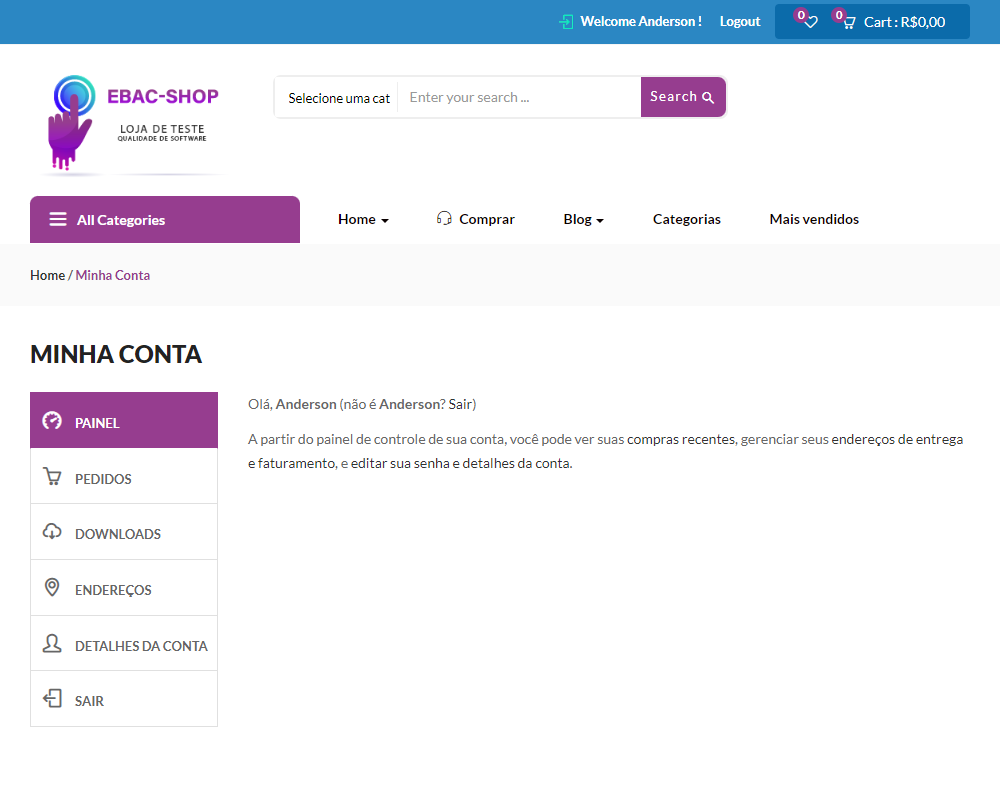 Welcome Anderson ! Logout 0 0 Cart : R$0,00
EBAC-SHOP
LOJA DE TESTE
QUALIDADE DE SOFTWARE
Selecione uma cat Enter your search ... Search
All Categories Home Comprar Blog Categorias Mais vendidos
Home / Minha Conta
MINHA CONTA
PAINEL
PEDIDOS
DOWNLOADS
ENDEREÇOS
DETALHES DA CONTA
SAIR
Olá, Anderson (não é Anderson? Sair)
A partir do painel de controle de sua conta, você pode ver suas compras recentes, gerenciar seus endereços de entrega
e faturamento, e editar sua senha e detalhes da conta.